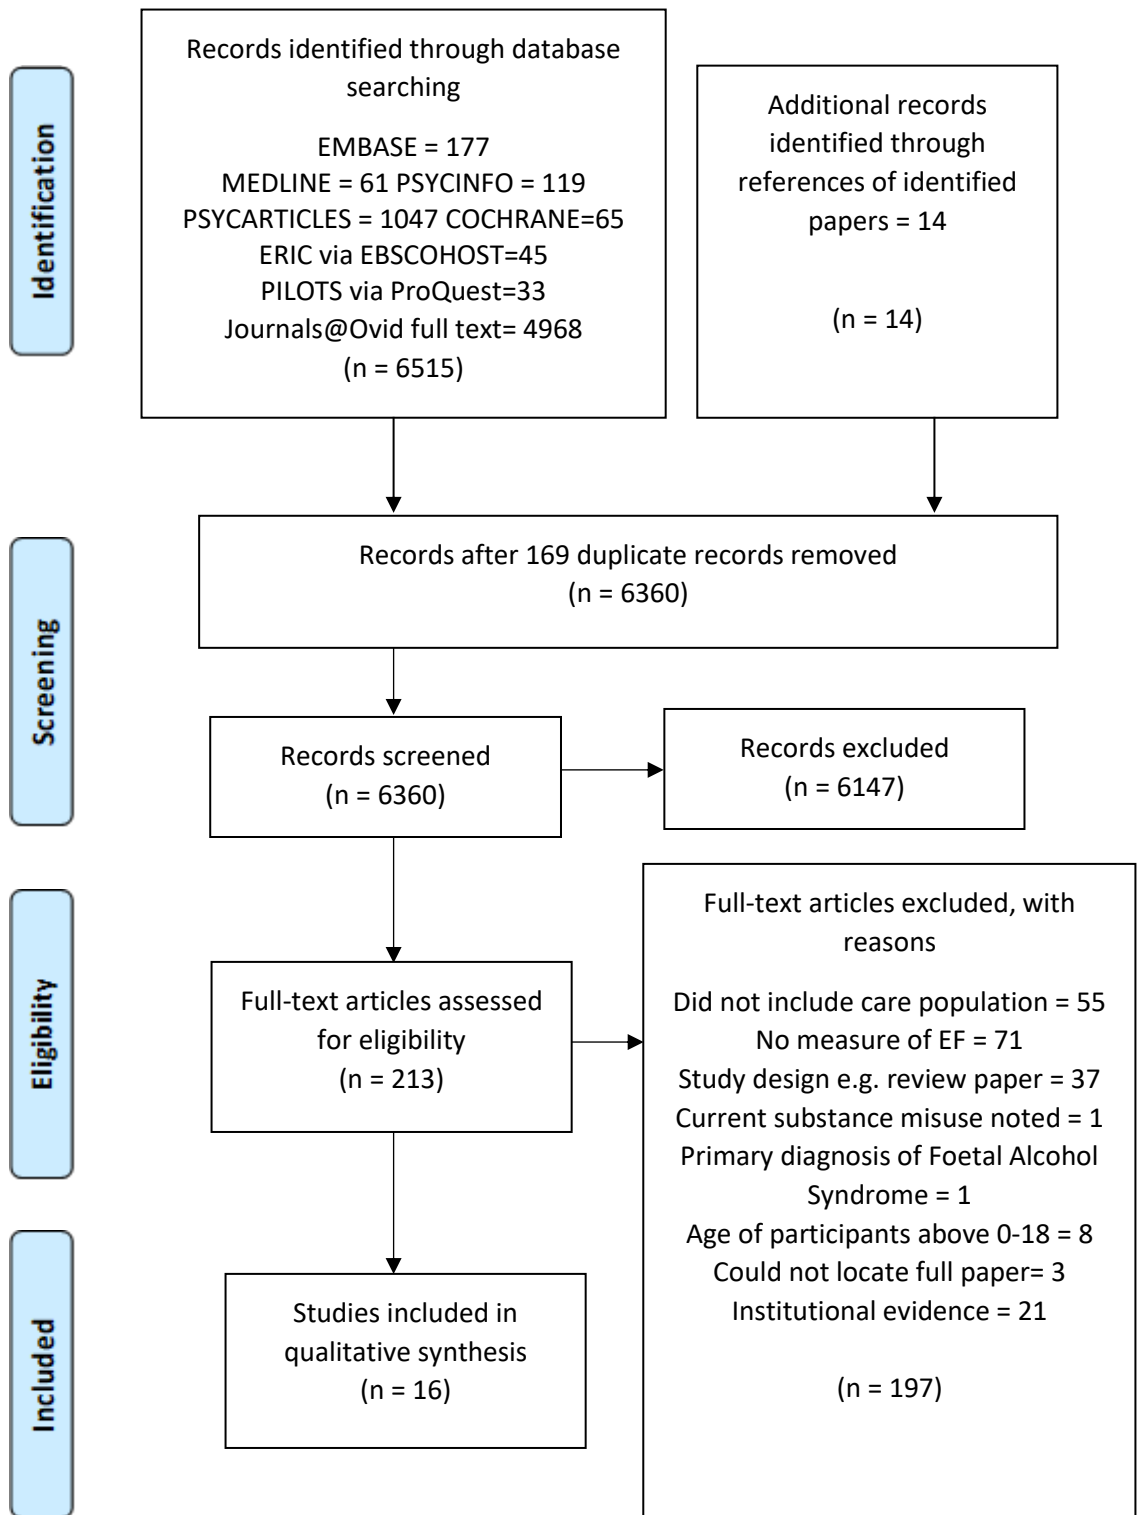 Identification
Records identified through database
searching
EMBASE = 177
MEDLINE = 61 PSYCINFO = 119
PSYCARTICLES = 1047 COCHRANE=65
ERIC via EBSCOHOST=45
PILOTS via ProQuest=33
Journals@Ovid full text= 4968
(n = 6515)
Additional records
identified through
references of identified
papers = 14
(n = 14)
Screening
Records after 169 duplicate records removed
(n = 6360)
Records screened
(n = 6360)
Records excluded
(n = 6147)
Eligibility
Full-text articles assessed
for eligibility
(n = 213)
Full-text articles excluded, with
reasons
Did not include care population = 55
No measure of EF = 71
Study design e.g. review paper = 37
Current substance misuse noted = 1
Primary diagnosis of Foetal Alcohol
Syndrome = 1
Age of participants above 0-18 = 8
Could not locate full paper= 3
Institutional evidence = 21
(n = 197)
Included
Studies included in
qualitative synthesis
(n = 16)